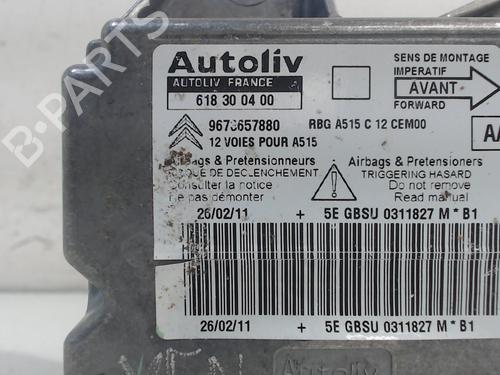 Autoliv
AUTOLIV FRANCE
618 30 04 00
SENS DE MONTAGE
IMPERATIF
AVANT
FORWARD
9673657880
RBG A515 C 12 CEM00
12 VOIES POUR A515
Airbags & Pretensionneurs
RISQUE DE DECLENCHEMENT
Consulter la notice
Ne pas démonter
Airbags & Pretensioners
TRIGGERING HASARD
Do not remove
Read manual
26/02/11 + 5E GBSU 0311827 M * B1
26/02/11 + 5E GBSU 0311827 M * B1
Autoliv
B-PARTS